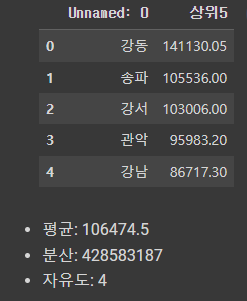 Unnamed: 0 상위5
0 강동 141130.05
1 송파 105536.00
2 강서 103006.00
3 관악 95983.20
4 강남 86717.30
• 평균: 106474.5
• 분산: 428583187
• 자유도: 4